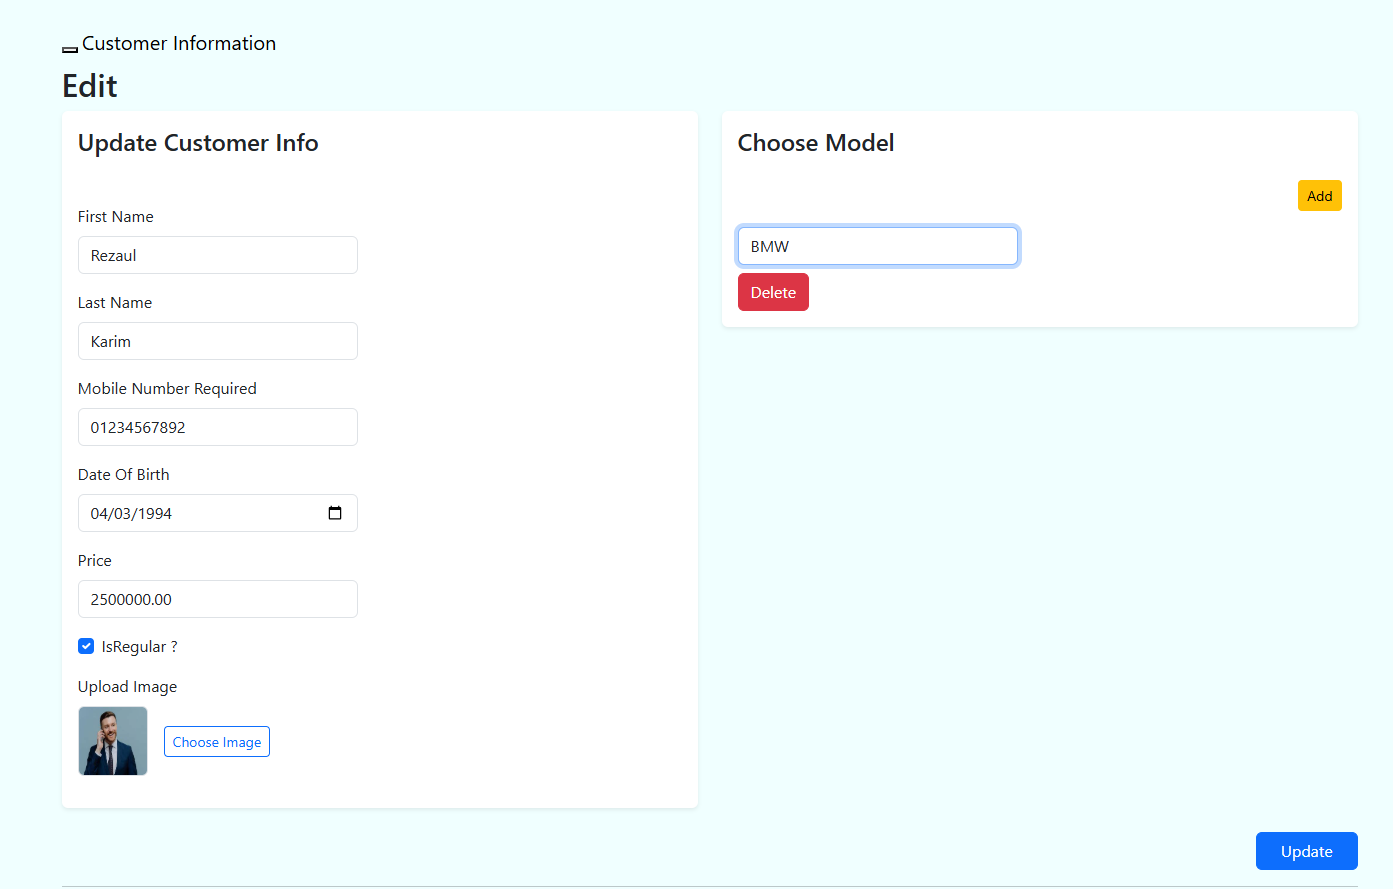 Customer Information
Edit
Update Customer Info
First Name
Rezaul
Last Name
Karim
Mobile Number Required
01234567892
Date Of Birth
04/03/1994
Price
2500000.00
IsRegular ?
Upload Image
Choose Image
Choose Model
Add
BMW
Delete
Update